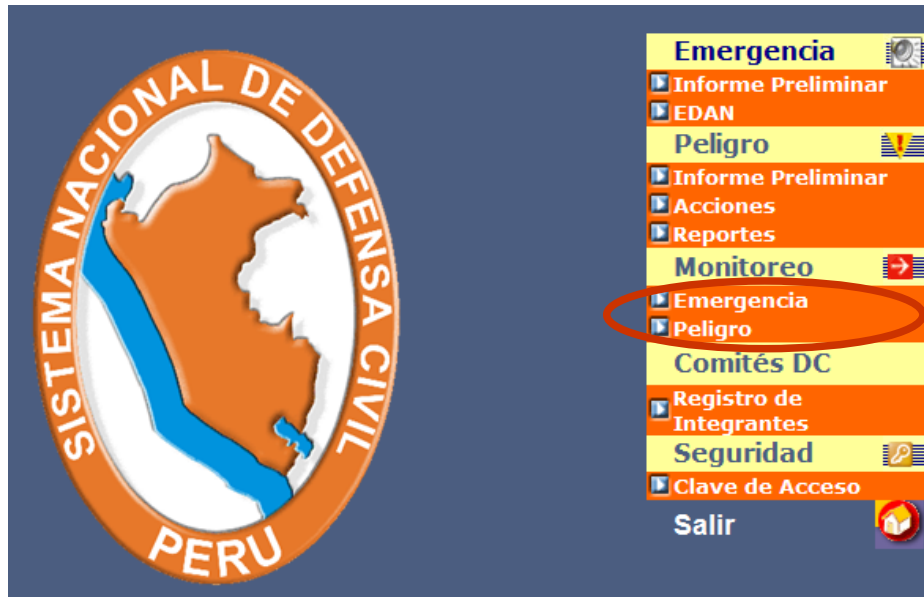 SISTEMA NACIONAL DE DEFENSA CIVIL
PERU
Emergencia
Informe Preliminar
EDAN
Peligro
Informe Preliminar
Acciones
Reportes
Monitoreo
Emergencia
Peligro
Comités DC
Registro de
Integrantes
Seguridad
Clave de Acceso
Salir